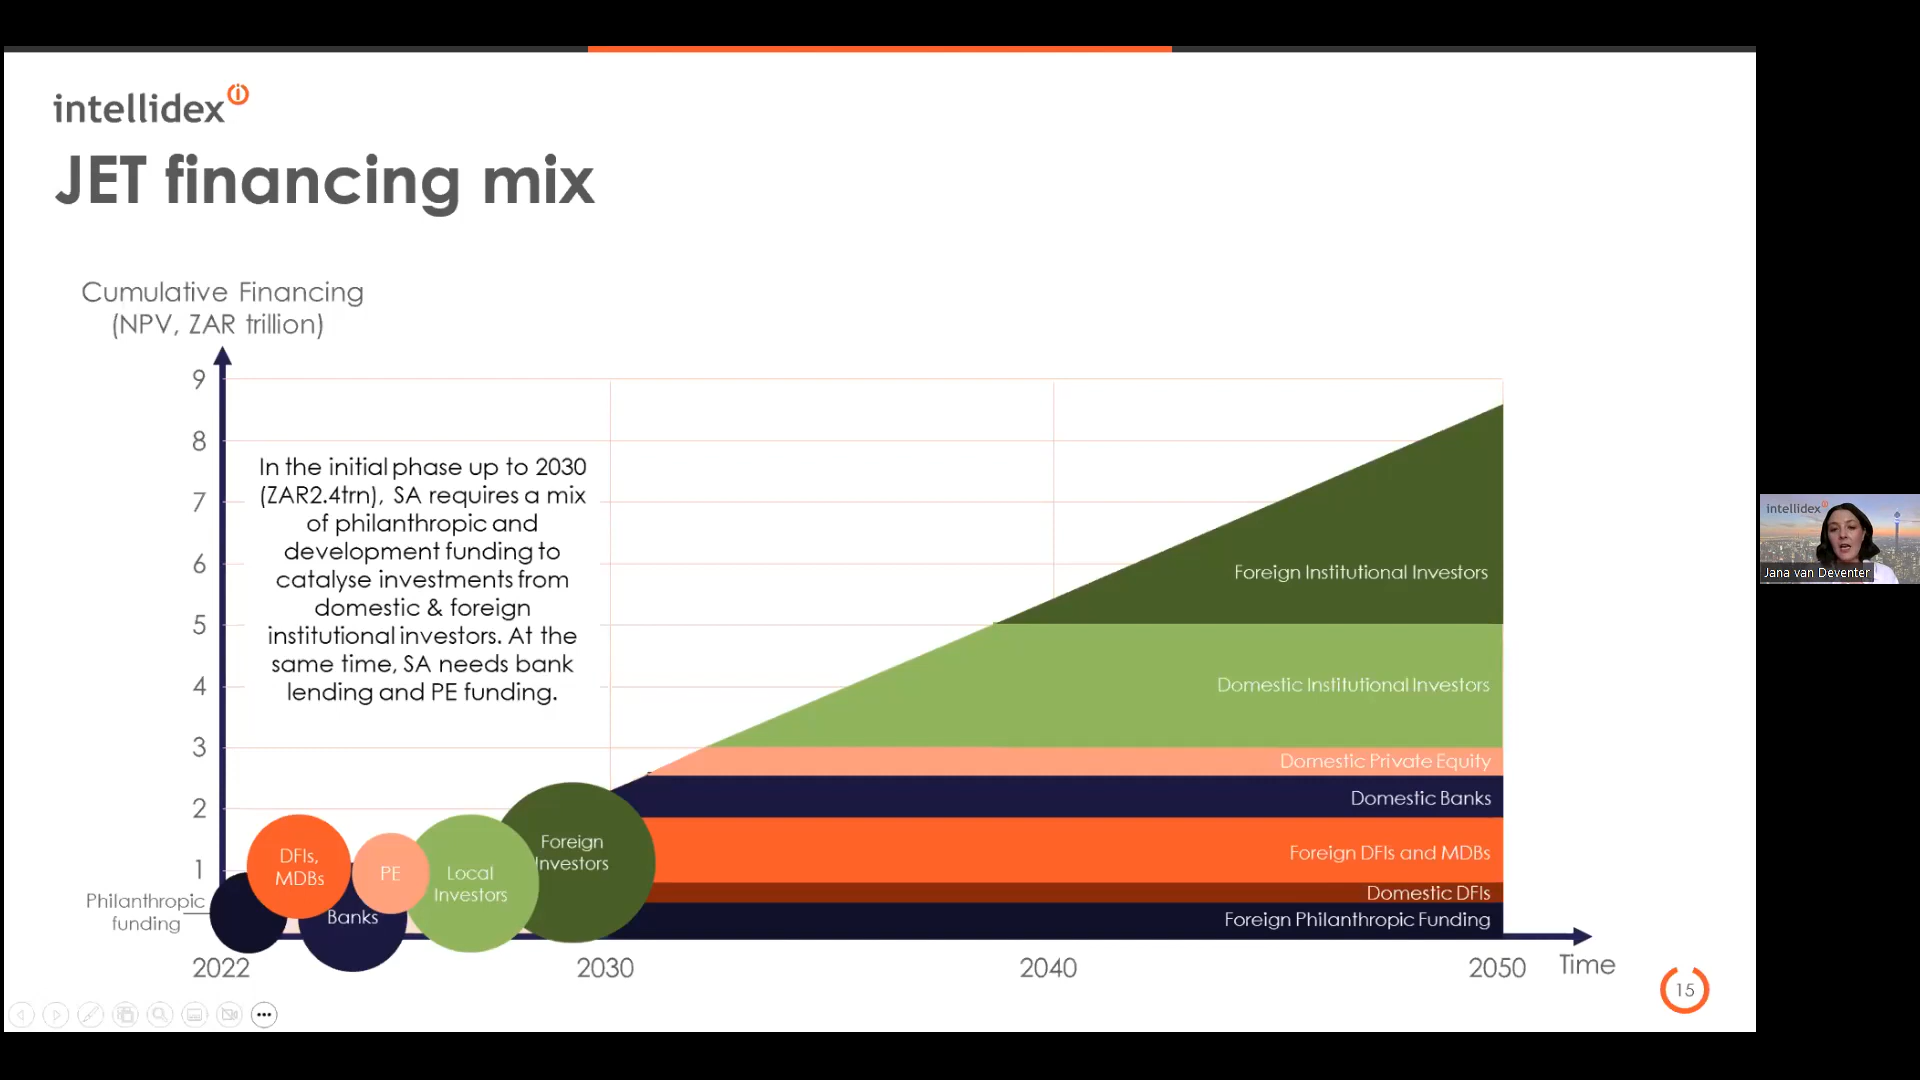 intellidex
JET financing mix
Cumulative Financing
(NPV, ZAR trillion)
9
8
7
6
5
4
3
2
1
In the initial phase up to 2030
(ZAR2.4trn), SA requires a mix
of philanthropic and
development funding to
catalyse investments from
domestic & foreign
institutional investors. At the
same time, SA needs bank
lending and PE funding.
Foreign Institutional Investors
Domestic Institutional Investors
Domestic Private Equity
Domestic Banks
Foreign DFIs and MDBs
Domestic DFIs
Foreign Philanthropic Funding
Philanthropic
funding
DFIs,
MDBs
Banks
PE
Local
Investors
Foreign
Investors
2022
2030
2040
2050
Time
15
intellidex
Jana van Deventer